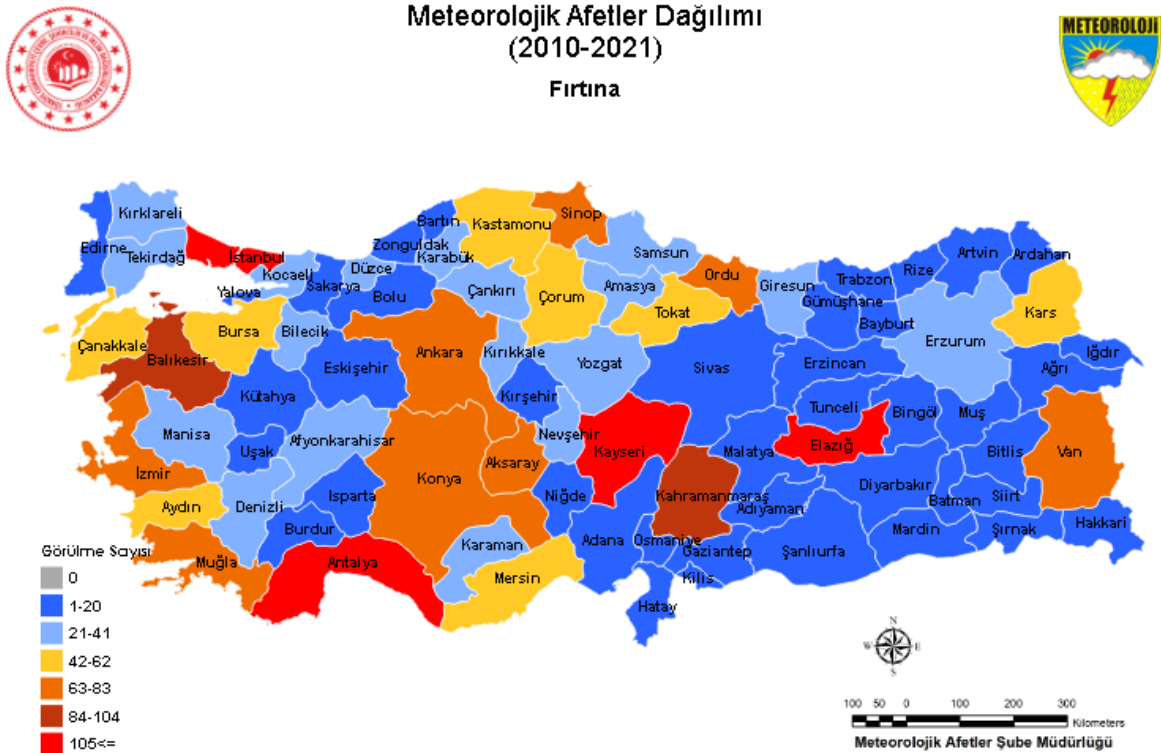 Meteorolojik Afetler Dağılımı
(2010-2021)
Fırtına
METEOROLOJİ
Kırklareli
Edirne
Tekirdağ
İstanbul
Kocaeli
Yalova
Sakarya
Düzce
Bolu
Zonguldak
Bartın
Karabük
Kastamonu
Sinop
Çankırı
Çorum
Samsun
Amasya
Tokat
Ordu
Giresun
Gümüşhane
Trabzon
Bayburt
Rize
Artvin
Ardahan
Kars
Erzurum
Iğdır
Ağrı
Çanakkale
Balıkesir
Bursa
Bilecik
Eskişehir
Kütahya
Ankara
Kırıkkale
Kırşehir
Yozgat
Sivas
Erzincan
Tunceli
Bingöl
Muş
Manisa
Uşak
Afyonkarahisar
İzmir
Aydın
Denizli
Isparta
Burdur
Muğla
Antalya
Konya
Aksaray
Nevşehir
Niğde
Kayseri
Karaman
Mersin
Adana
Kahramanmaraş
Osmaniye
Hatay
Kilis
Gaziantep
Adıyaman
Malatya
Elazığ
Şanlıurfa
Diyarbakır
Mardin
Batman
Siirt
Şırnak
Bitlis
Van
Hakkari
Görülme Sayısı
0
1-20
21-41
42-62
63-83
84-104
105<=
N
W E
S
100 50 0 100 200 300
Kilometers
Meteorolojik Afetler Şube Müdürlüğü